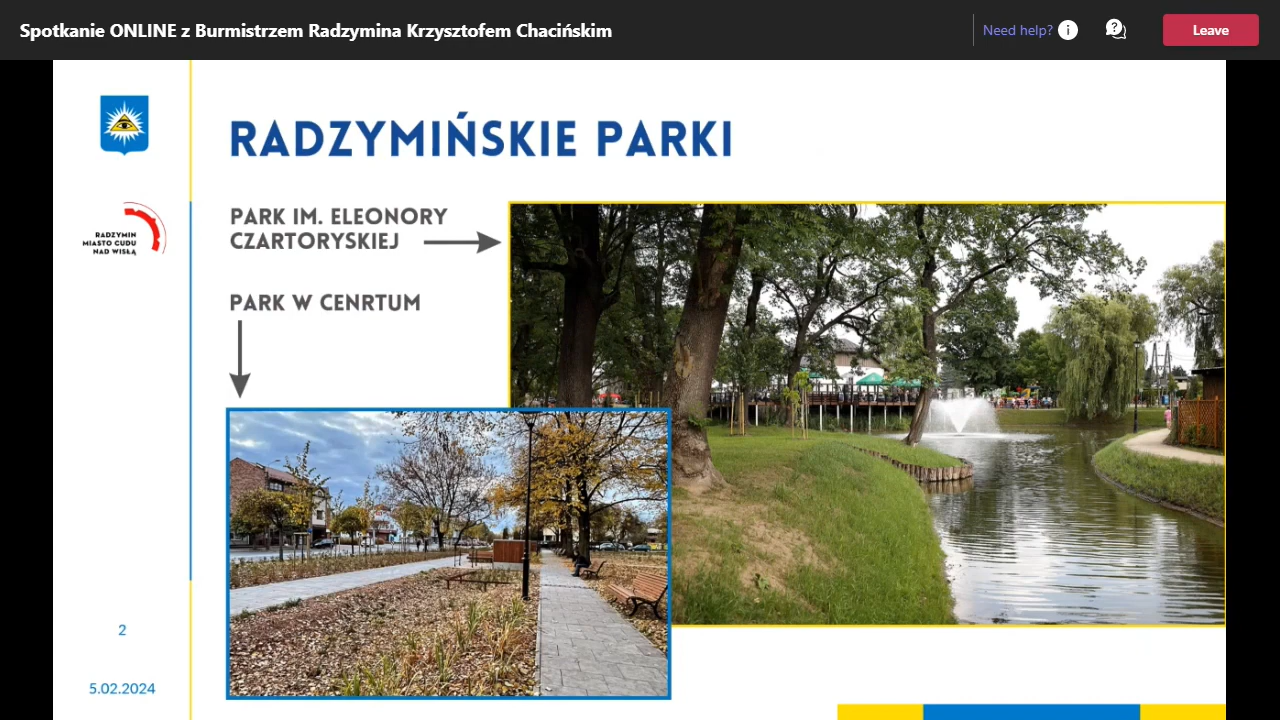 Spotkanie ONLINE z Burmistrzem Radzymina Krzysztofem Chacińskim
Need help?
Leave
RADZYMIŃSKIE PARKI
RADZYMIN
MIASTO CUDU
NAD WISŁĄ
PARK IM. ELEONORY
CZARTORYSKIEJ
PARK W CENRTUM
2
5.02.2024